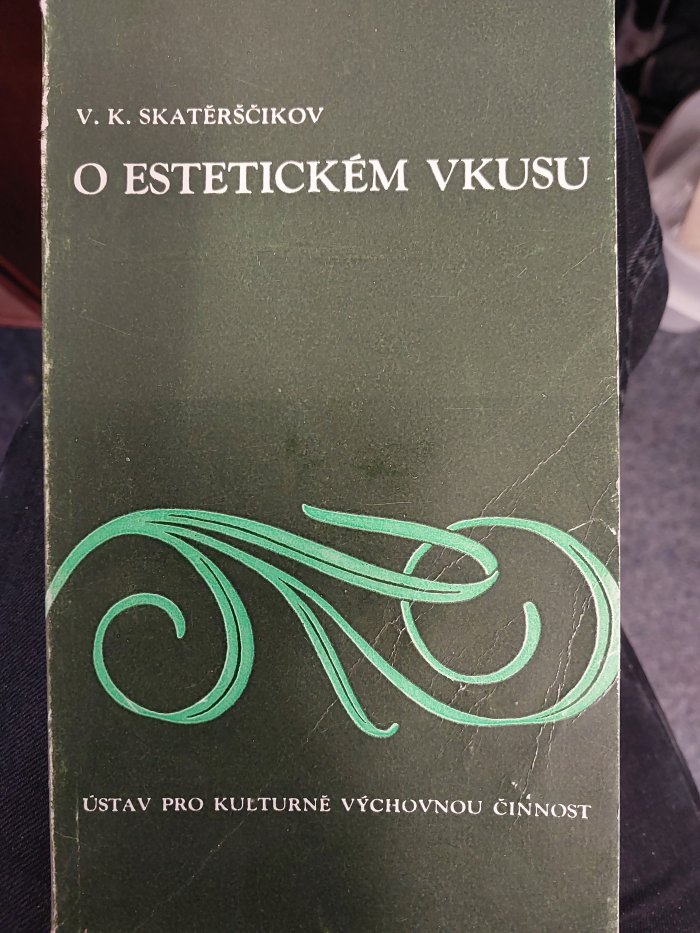 V. K. SKATĚRŠČIKOV
O ESTETICKÉM VKUSU
ÚSTAV PRO KULTURNĚ VÝCHOVNOU ČINNOST